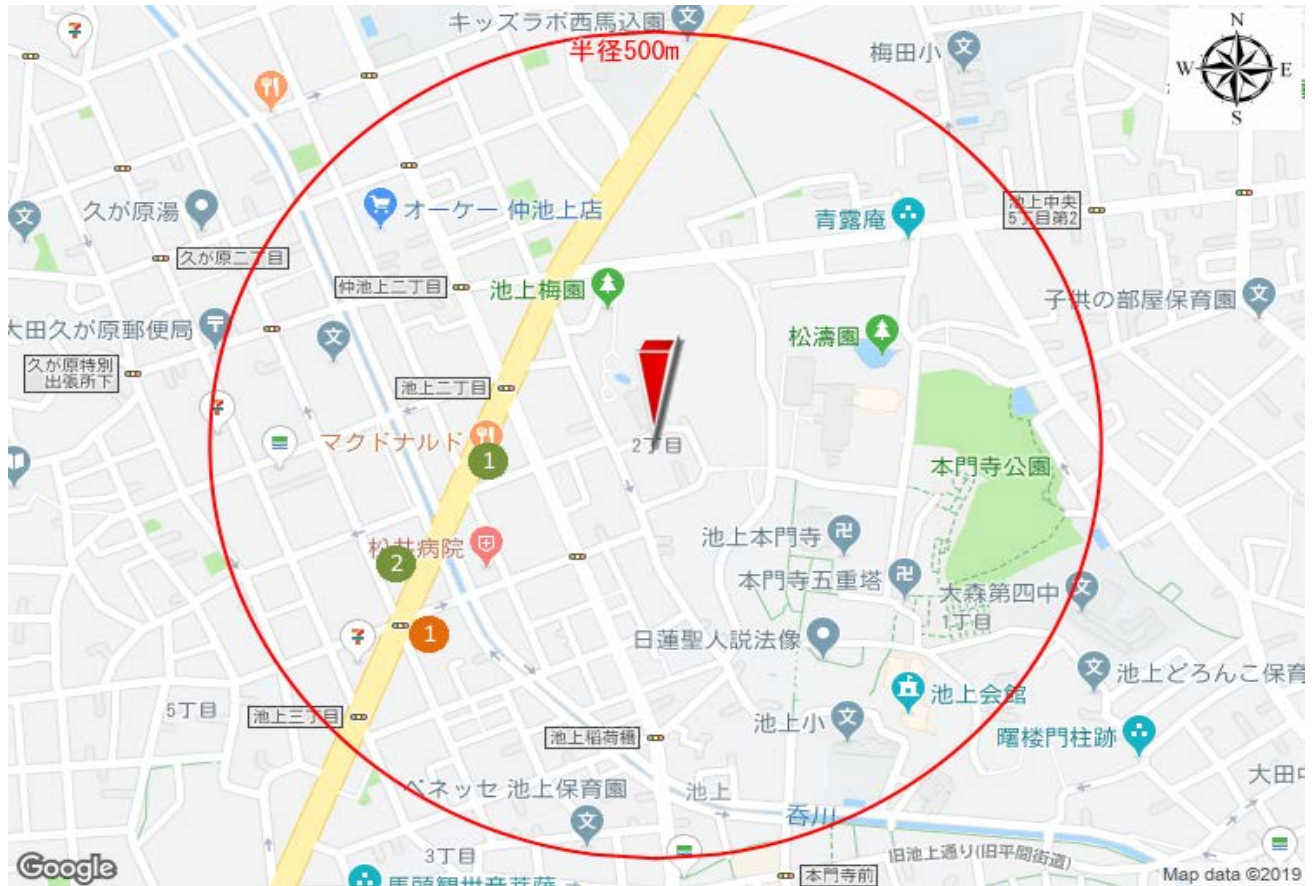 キッズラボ西馬込園
半径500m
梅田小
N
W
E
S
久が原湯
オーケー 仲池上店
青露庵
池上中央
5丁目第2
久が原二丁目
仲池上二丁目
池上梅園
子供の部屋保育園
大田久が原郵便局
松濤園
久が原特別
出張所下
池上二丁目
マクドナルド
1
2丁目
本門寺公園
松井病院
2
池上本門寺
本門寺五重塔
大森第四中
1丁目
1
日蓮聖人説法像
池上どろんこ保育
5丁目
池上三丁目
池上会館
池上稲荷橋
池上小
曙楼門柱跡
大田中
ベネッセ 池上保育園
池上
呑川
3丁目
旧池上通り(旧平間街道)
Google
馬頭観世音菩薩
本門寺前
Map data ©2019